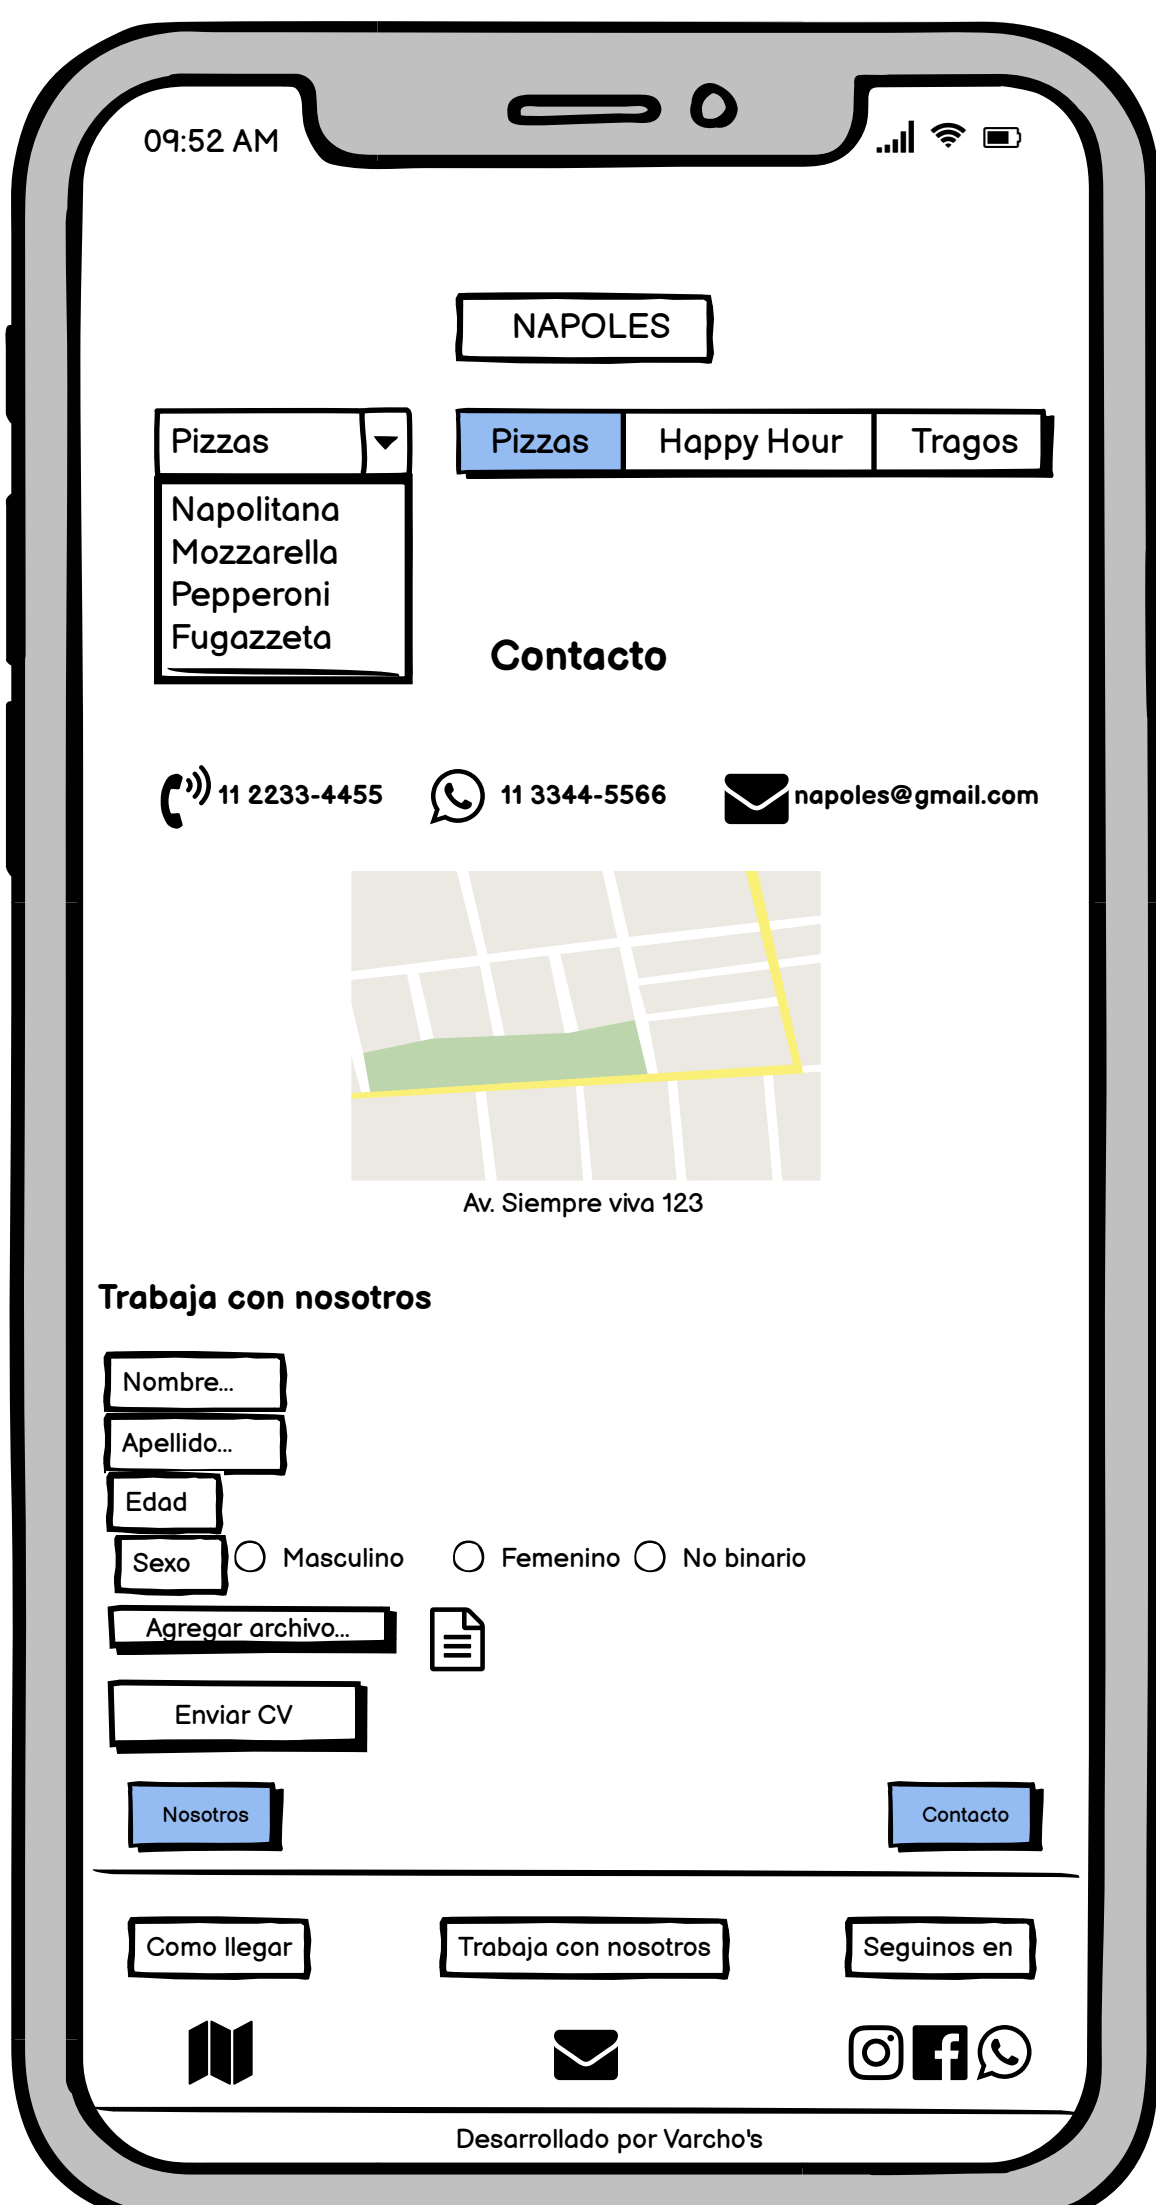 09:52 AM
NAPOLES
Pizzas
Pizzas Happy Hour Tragos
Napolitana
Mozzarella
Pepperoni
Fugazzeta
Contacto
11 2233-4455 11 3344-5566 napoles@gmail.com
Av. Siempre viva 123
Trabaja con nosotros
Nombre...
Apellido...
Edad
Sexo Masculino Femenino No binario
Agregar archivo...
Enviar CV
Nosotros Contacto
Como llegar Trabaja con nosotros Seguinos en
Desarrollado por Varcho's